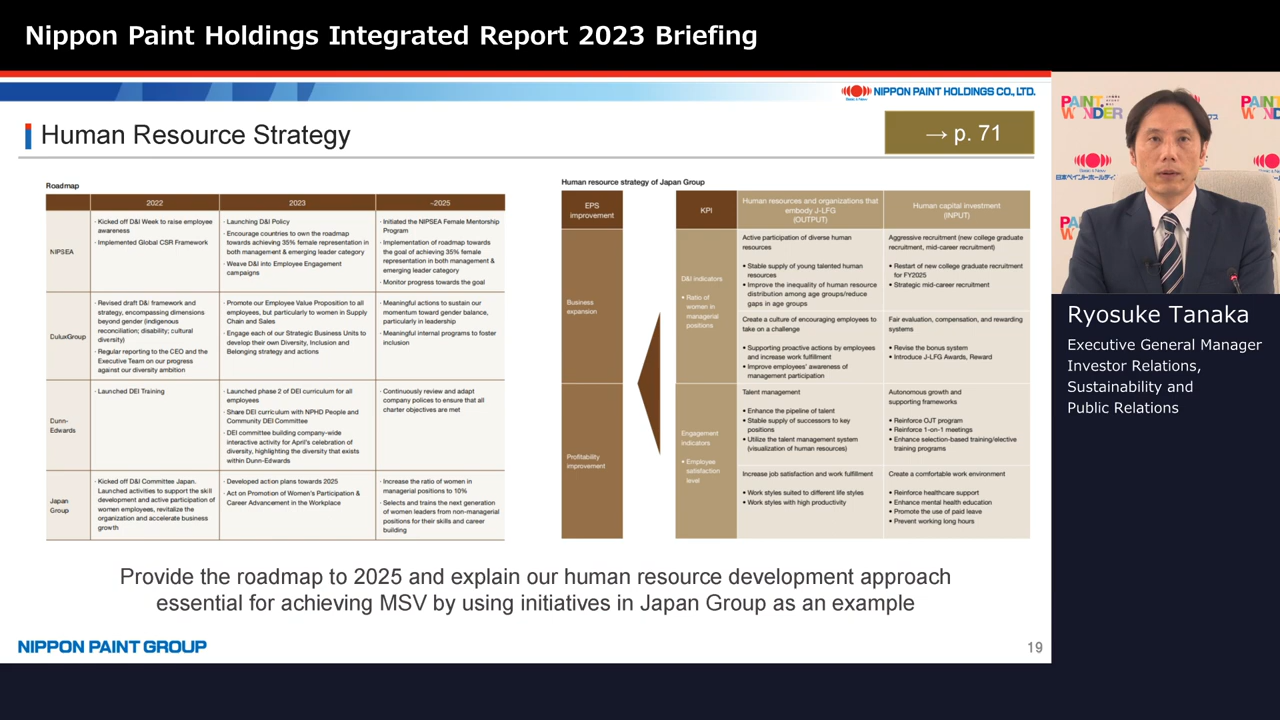 Nippon Paint Holdings Integrated Report 2023 Briefing
NIPPON PAINT HOLDINGS CO., LTD.
Human Resource Strategy
→ p. 71
Roadmap
2022
2023
~2025
NIPSEA
· Kicked off D&I Week to raise employee
awareness
· Implemented Global CSR Framework
· Launching D&I Policy
· Encourage countries to own the roadmap
towards achieving 35% female representation in
both management & emerging leader category
· Weave D&I into Employee Engagement
campaigns
· Initiated the NIPSEA Female Mentorship
Program
· Implementation of roadmap towards
the goal of achieving 35% female
representation in both management &
emerging leader category
· Monitor progress towards the goal
DuluxGroup
· Revised draft D&I framework and
strategy, encompassing dimensions
beyond gender (indigenous
reconciliation; disability; cultural
diversity)
· Regular reporting to the CEO and the
Executive Team on our progress
against our diversity ambition
· Promote our Employee Value Proposition to all
employees, but particularly to women in Supply
Chain and Sales
· Engage each of our Strategic Business Units to
develop their own Diversity, Inclusion and
Belonging strategy and actions
· Meaningful actions to sustain our
momentum toward gender balance,
particularly in leadership
· Meaningful internal programs to foster
inclusion
Dunn-
Edwards
· Launched DEI Training
· Launched phase 2 of DEI curriculum for all
employees
· Share DEI curriculum with NPHD People and
Community DEI Committee
· DEI committee building company-wide
interactive activity for April's celebration of
diversity, highlighting the diversity that exists
within Dunn-Edwards
· Continuously review and adapt
company polices to ensure that all
charter objectives are met
Japan
Group
· Kicked off D&I Committee Japan.
Launched activities to support the skill
development and active participation of
women employees, revitalize the
organization and accelerate business
growth
· Developed action plans towards 2025
· Act on Promotion of Women's Participation &
Career Advancement in the Workplace
· Increase the ratio of women in
managerial positions to 10%
· Selects and trains the next generation
of women leaders from non-managerial
positions for their skills and career
building
Human resource strategy of Japan Group
EPS
improvement
Business
expansion
Profitability
improvement
KPI
Human resources and organizations that
embody J-LFG
(OUTPUT)
Human capital investment
(INPUT)
D&I indicators
• Ratio of
women in
managerial
positions
Active participation of diverse human
resources
• Stable supply of young talented human
resources
• Improve the inequality of human resource
distribution among age groups/reduce
gaps in age groups
Aggressive recruitment (new college graduate
recruitment, mid-career recruitment)
• Restart of new college graduate recruitment
for FY2025
• Strategic mid-career recruitment
Create a culture of encouraging employees to
take on a challenge
• Supporting proactive actions by employees
and increase work fulfillment
• Improve employees' awareness of
management participation
Fair evaluation, compensation, and rewarding
systems
• Revise the bonus system
• Introduce J-LFG Awards, Reward
Engagement
indicators
• Employee
satisfaction
level
Talent management
• Enhance the pipeline of talent
• Stable supply of successors to key
positions
• Utilize the talent management system
(visualization of human resources)
Autonomous growth and
supporting frameworks
• Reinforce OJT program
• Reinforce 1-on-1 meetings
• Enhance selection-based training/elective
training programs
Increase job satisfaction and work fulfillment
• Work styles suited to different life styles
• Work styles with high productivity
Create a comfortable work environment
• Reinforce healthcare support
• Enhance mental health education
• Promote the use of paid leave
• Prevent working long hours
Provide the roadmap to 2025 and explain our human resource development approach
essential for achieving MSV by using initiatives in Japan Group as an example
NIPPON PAINT GROUP
19
PAINT
WONDER
Ryosuke Tanaka
Executive General Manager
Investor Relations,
Sustainability and
Public Relations